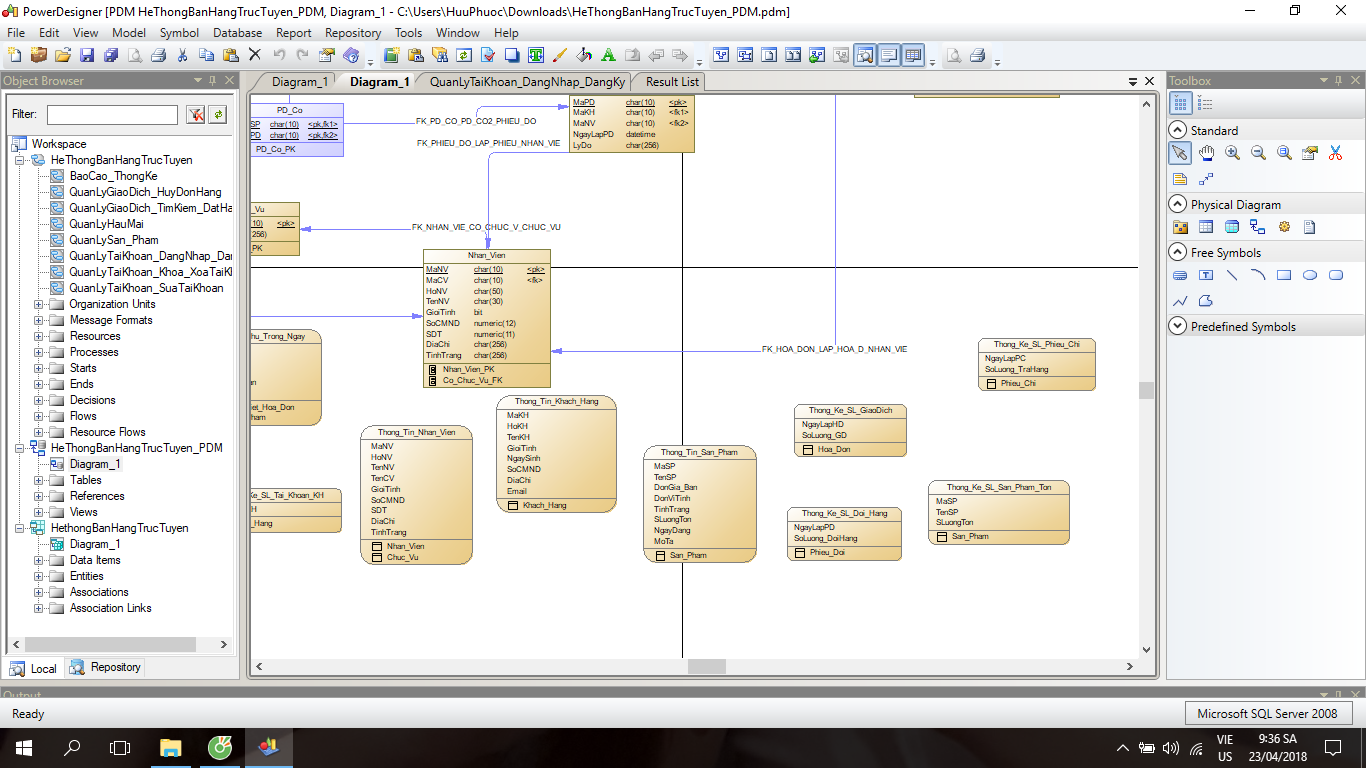 PowerDesigner [PDM HeThongBanHangTrucTuyen_PDM, Diagram_1 - C:\Users\HuuPhuoc\Downloads\HeThongBanHangTrucTuyen_PDM.pdm]
File Edit View Model Symbol Database Report Repository Tools Window Help
Object Browser
Filter:
Workspace
HeThongBanHangTrucTuyen
BaoCao_ThongKe
QuanLyGiaoDich_HuyDonHang
QuanLyGiaoDich_TimKiem_DatHa
QuanLyHauMai
QuanLySan_Pham
QuanLyTaiKhoan_DangNhap_Da
QuanLyTaiKhoan_Khoa_XoaTaiK
QuanLyTaiKhoan_SuaTaiKhoan
Organization Units
Message Formats
Resources
Processes
Starts
Ends
Decisions
Flows
Resource Flows
HeThongBanHangTrucTuyen_PDM
Diagram_1
Tables
References
Views
HethongBanHangTrucTuyen
Diagram_1
Data Items
Entities
Associations
Association Links
Local Repository
Diagram_1 Diagram_1 QuanLyTaiKhoan_DangNhap_DangKy Result List
PD_Co
SP char(10) <pk,fk1>
PD char(10) <pk,fk2>
PD_Co_PK
FK_PD_CO_PD_CO2_PHIEU_DO
FK_PHIEU_DO_LAP_PHIEU_NHAN_VIE
MaPD char(10) <pk>
MaKH char(10) <fk1>
MaNV char(10) <fk2>
NgayLapPD datetime
LyDo char(256)
_Vu
10) <pk>
256)
PK
FK_NHAN_VIE_CO_CHUC_V_CHUC_VU
Nhan_Vien
MaNV char(10) <pk>
MaCV char(10) <fk>
HoNV char(50)
TenNV char(30)
GioiTinh bit
SoCMND numeric(12)
SDT numeric(11)
DiaChi char(256)
TinhTrang char(256)
Nhan_Vien_PK
Co_Chuc_Vu_FK
FK_HOA_DON_LAP_HOA_D_NHAN_VIE
hu_Trong_Ngay
iet_Hoa_Don
ham
Thong_Tin_Nhan_Vien
MaNV
HoNV
TenNV
TenCV
GioiTinh
SoCMND
SDT
DiaChi
TinhTrang
Nhan_Vien
Chuc_Vu
Thong_Tin_Khach_Hang
MaKH
HoKH
TenKH
GioiTinh
NgaySinh
SoCMND
DiaChi
Email
Khach_Hang
Ke_SL_Tai_Khoan_KH
H
_Hang
Thong_Tin_San_Pham
MaSP
TenSP
DonGia_Ban
DonViTinh
TinhTrang
SLuongTon
NgayDang
MoTa
San_Pham
Thong_Ke_SL_GiaoDich
NgayLapHD
SoLuong_GD
Hoa_Don
Thong_Ke_SL_Doi_Hang
NgayLapPD
SoLuong_DoiHang
Phieu_Doi
Thong_Ke_SL_Phieu_Chi
NgayLapPC
SoLuong_TraHang
Phieu_Chi
Thong_Ke_SL_San_Pham_Ton
MaSP
TenSP
SLuongTon
San_Pham
Toolbox
Standard
Physical Diagram
Free Symbols
Predefined Symbols
Output
Ready
Microsoft SQL Server 2008
VIE
US
9:36 SA
23/04/2018